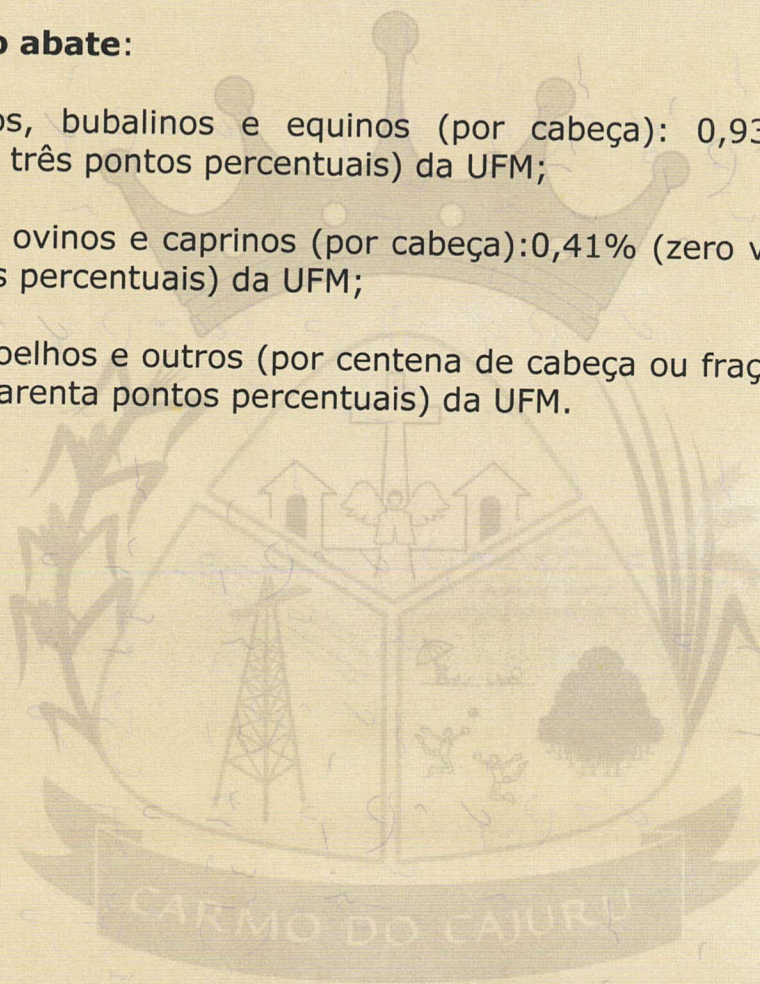 o abate:
os, bubalinos e equinos (por cabeça): 0,93
três pontos percentuais) da UFM;
ovinos e caprinos (por cabeça):0,41% (zero v
s percentuais) da UFM;
oelhos e outros (por centena de cabeça ou fraç
arenta pontos percentuais) da UFM.
CARMO DO CAJURU